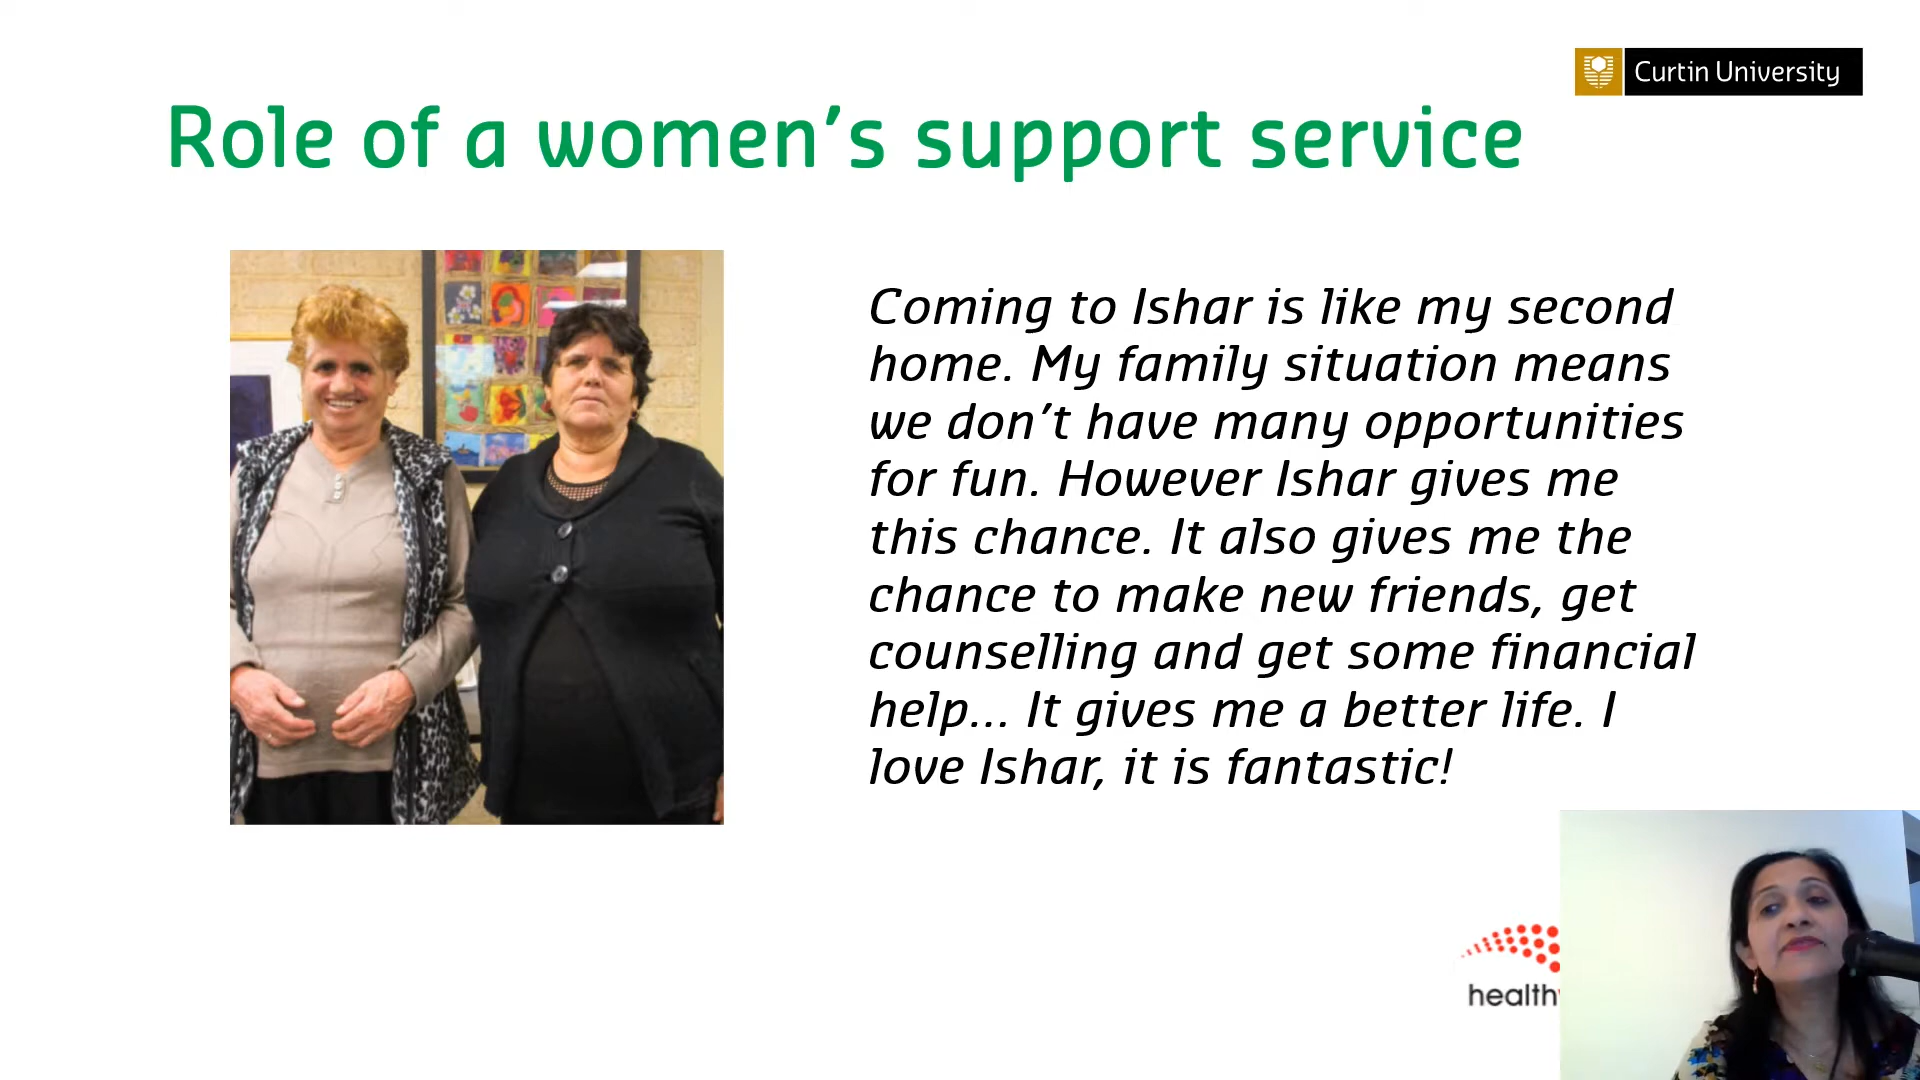 Curtin University
Role of a women’s support service
Coming to Ishar is like my second
home. My family situation means
we don’t have many opportunities
for fun. However Ishar gives me
this chance. It also gives me the
chance to make new friends, get
counselling and get some financial
help... It gives me a better life. I
love Ishar, it is fantastic!
health